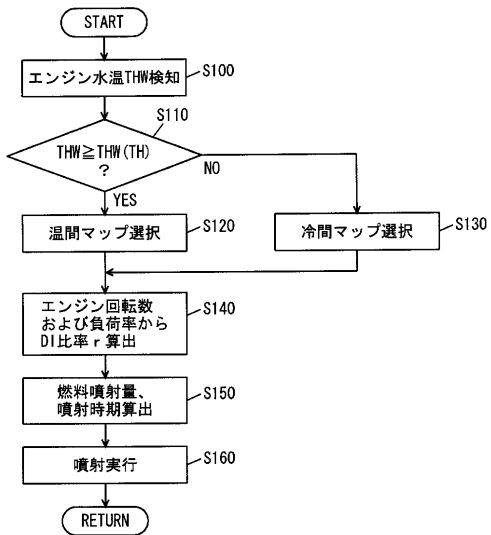 START
エンジン水温THW検知
S100
S110
THW≧THW(TH)
?
NO
YES
温間マップ選択
S120
冷間マップ選択
S130
エンジン回転数
および負荷率から
DI比率r算出
S140
燃料噴射量、
噴射時期算出
S150
噴射実行
S160
RETURN